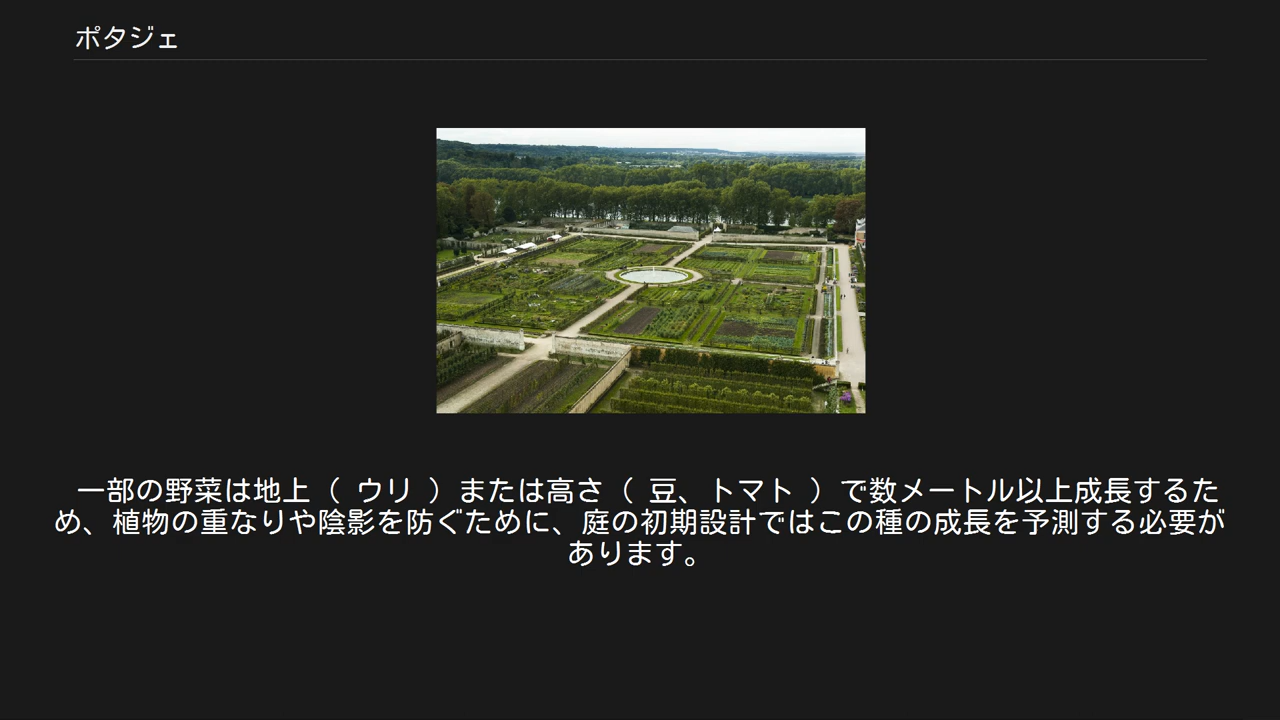 ポタジェ
一部の野菜は地上（ ウリ ）または高さ（ 豆、トマト ）で数メートル以上成長するた
め、植物の重なりや陰影を防ぐために、庭の初期設計ではこの種の成長を予測する必要が
あります。